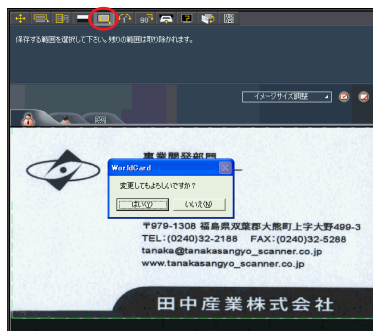 90°
保存する範囲を選択して下さい。残りの範囲は取り除かれます。
イメージサイズ調整
事業開発部門
WorldCard
変更してもよろしいですか？
はい(Y)
いいえ(N)
〒979-1308 福島県双葉郡大熊町上字大野499-3
TEL:(0240)32-2188 FAX:(0240)32-5288
tanaka@tanakasangyo_scanner.co.jp
www.tanakasangyo_scanner.co.jp
田中産業株式会社